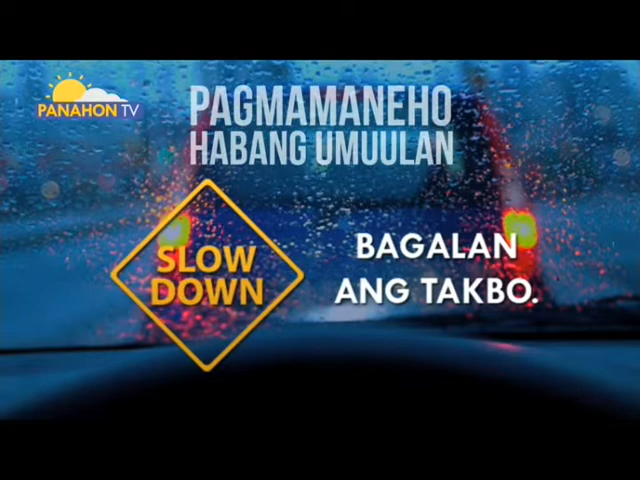 PANAHON TV
PAGMAMANEHO
HABANG UMUULAN
SLOW
DOWN
BAGALAN
ANG TAKBO.